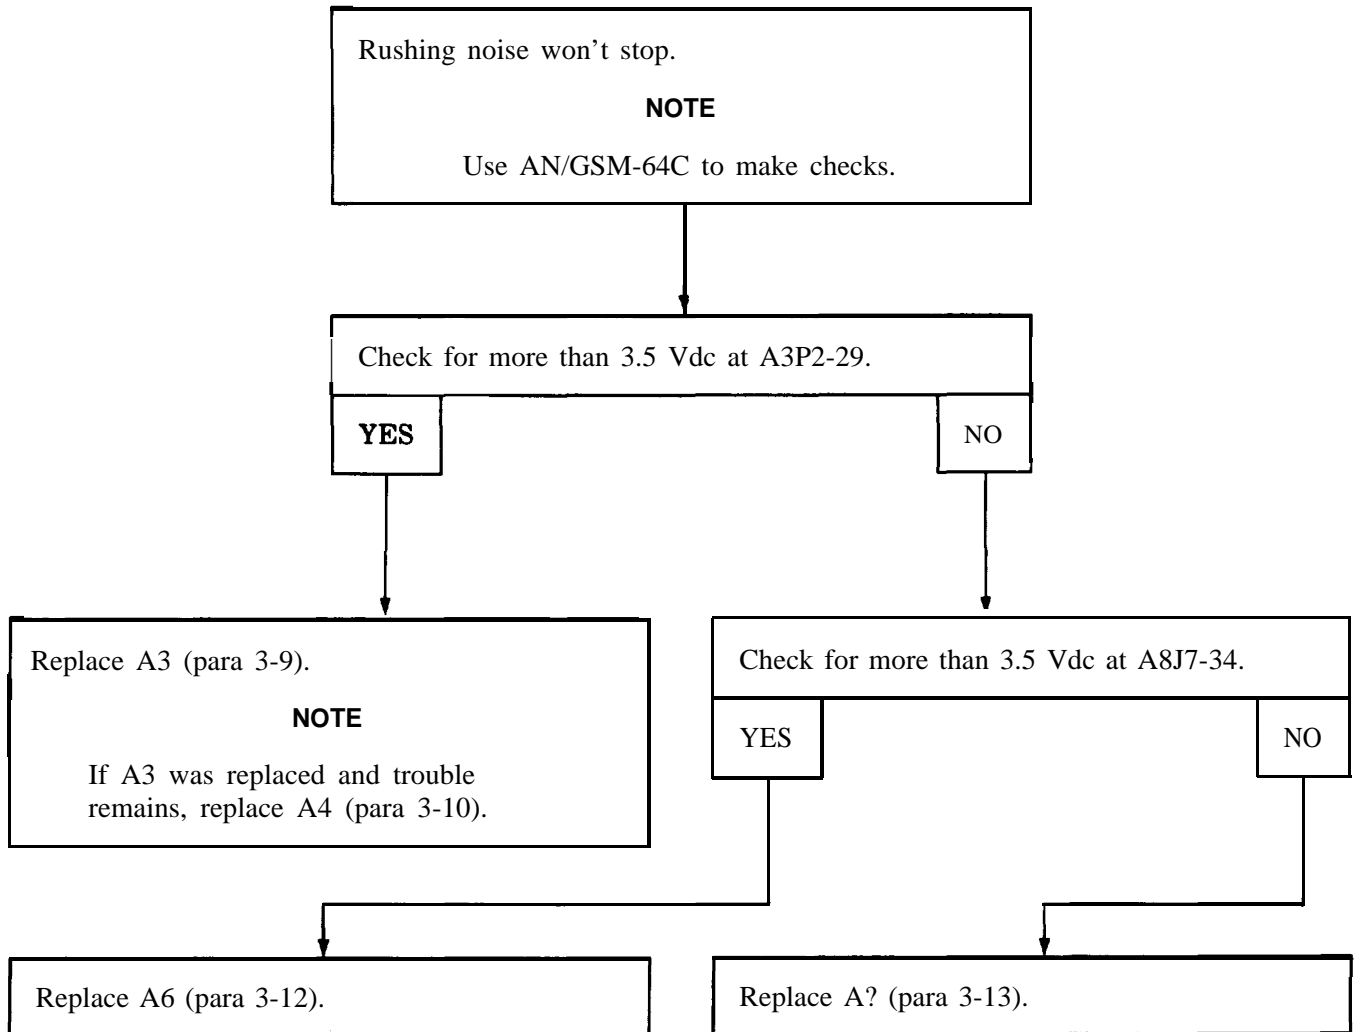 Rushing noise won't stop.
NOTE
Use AN/GSM-64C to make checks.
Check for more than 3.5 Vdc at A3P2-29.
YES
NO
Replace A3 (para 3-9).
NOTE
If A3 was replaced and trouble
remains, replace A4 (para 3-10).
Check for more than 3.5 Vdc at A8J7-34.
YES
NO
Replace A6 (para 3-12).
Replace A? (para 3-13).